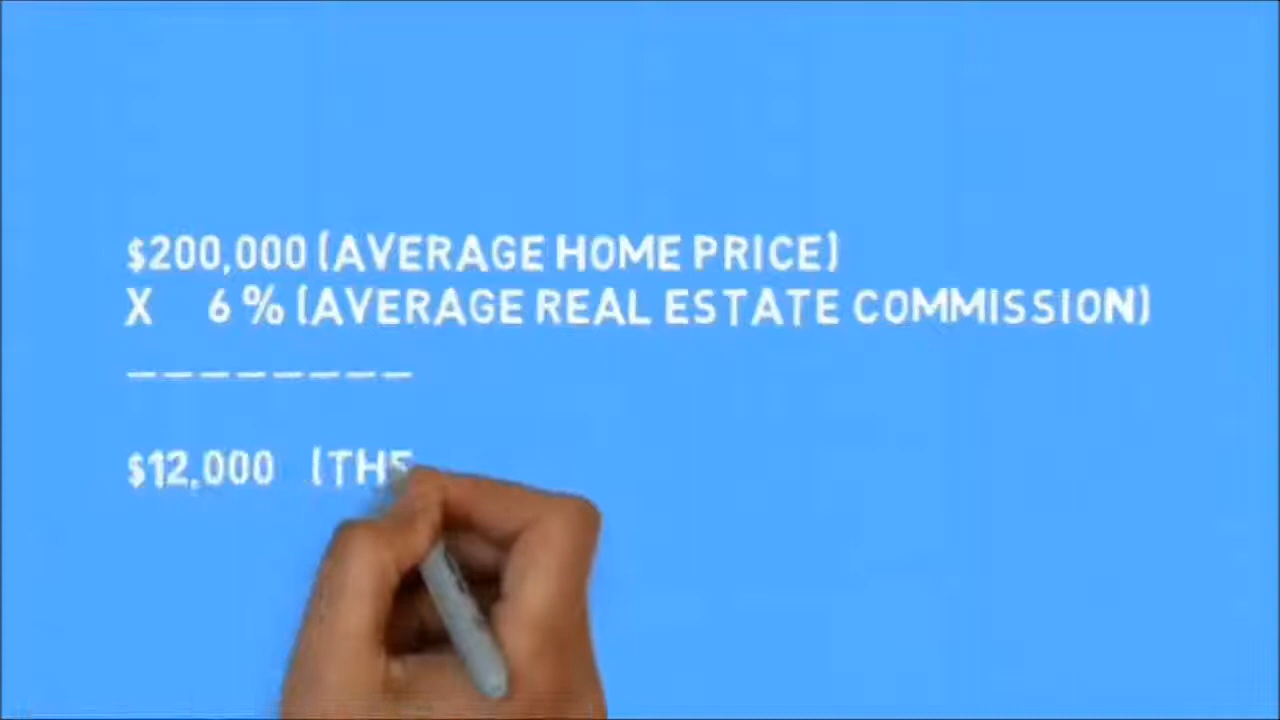 $200,000 (AVERAGE HOME PRICE)
X 6% (AVERAGE REAL ESTATE COMMISSION)
--------
$12,000 (THE